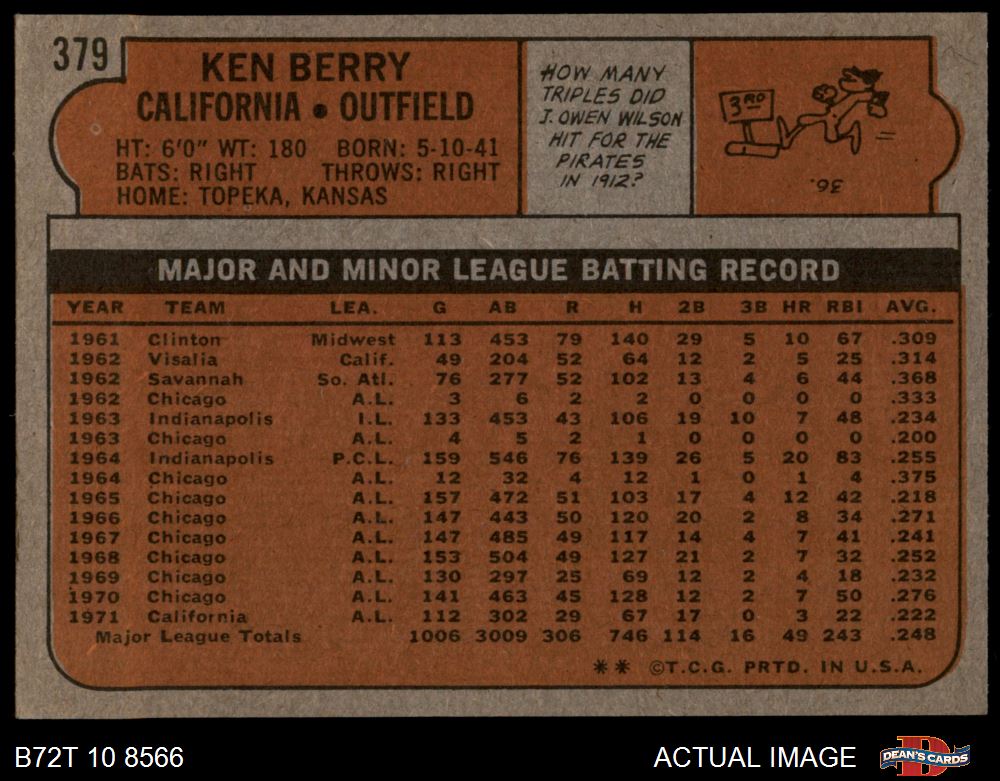 379
KEN BERRY
CALIFORNIA • OUTFIELD
HT: 6'0" WT: 180 BORN: 5-10-41
BATS: RIGHT THROWS: RIGHT
HOME: TOPEKA, KANSAS
HOW MANY
TRIPLES DID
J. OWEN WILSON
HIT FOR THE
PIRATES
IN 1912?
3RD
36.
MAJOR AND MINOR LEAGUE BATTING RECORD
YEAR TEAM LEA. G AB R H 2B 3B HR RBI AVG.
1961 Clinton Midwest 113 453 79 140 29 5 10 67 .309
1962 Visalia Calif. 49 204 52 64 12 2 5 25 .314
1962 Savannah So. Atl. 76 277 52 102 13 4 6 44 .368
1962 Chicago A.L. 3 6 2 2 0 0 0 0 .333
1963 Indianapolis I.L. 133 453 43 106 19 10 7 48 .234
1963 Chicago A.L. 4 5 2 1 0 0 0 0 .200
1964 Indianapolis P.C.L. 159 546 76 139 26 5 20 83 .255
1964 Chicago A.L. 12 32 4 12 1 0 1 4 .375
1965 Chicago A.L. 157 472 51 103 17 4 12 42 .218
1966 Chicago A.L. 147 443 50 120 20 2 8 34 .271
1967 Chicago A.L. 147 485 49 117 14 4 7 41 .241
1968 Chicago A.L. 153 504 49 127 21 2 7 32 .252
1969 Chicago A.L. 130 297 25 69 12 2 4 18 .232
1970 Chicago A.L. 141 463 45 128 12 2 7 50 .276
1971 California A.L. 112 302 29 67 17 0 3 22 .222
Major League Totals 1006 3009 306 746 114 16 49 243 .248
** ©T.C.G. PRTD. IN U.S.A.
B72T 10 8566
ACTUAL IMAGE
DEAN'S CARDS